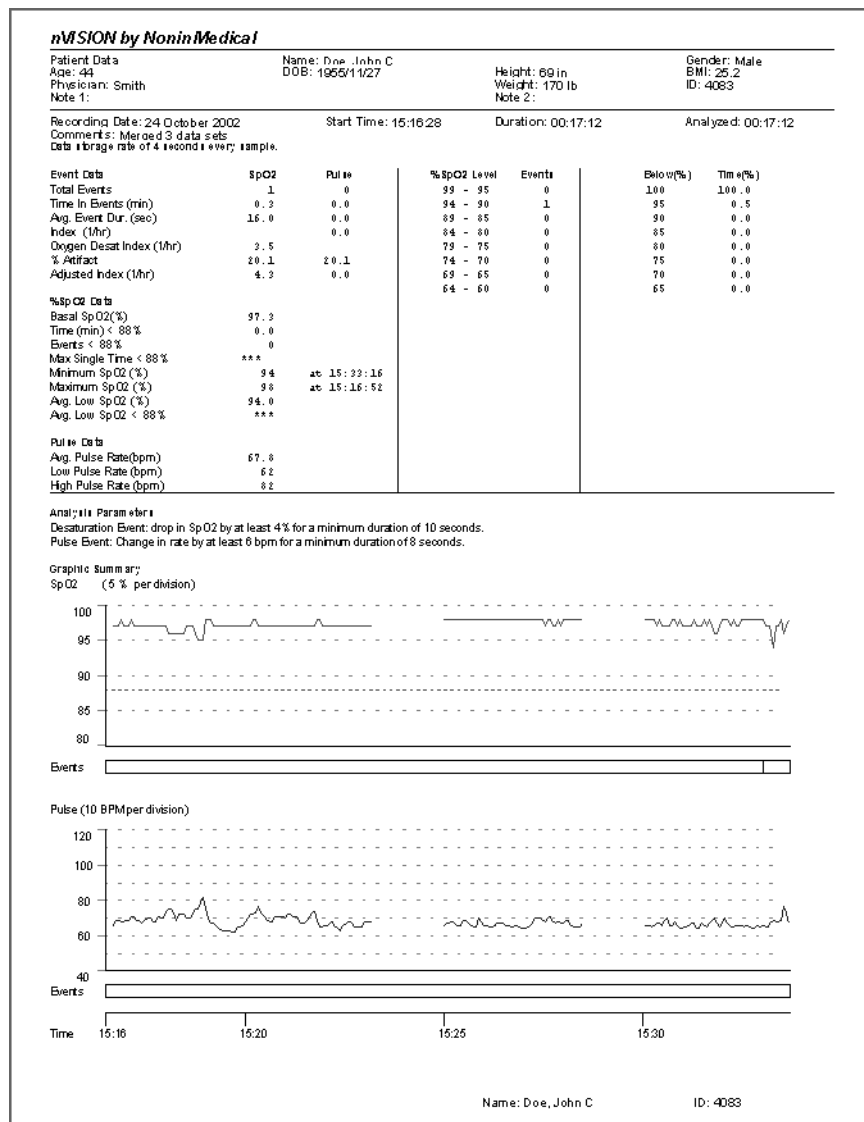 nVISION by Nonin Medical
Patient Data Name: Doe, John C Gender: Male
Age: 44 DOB: 1955/11/27 Height: 69 in BMI: 25.2
Physician: Smith Weight: 170 lb ID: 4083
Note 1: Note 2:
Recording Date: 24 October 2002 Start Time: 15:16:28 Duration: 00:17:12 Analyzed: 00:17:12
Comments: Merged 3 data sets
Data storage rate of 4 seconds every sample.
Event Data SpO2 Pulse %SpO2 Level Events Below(%) Time(%)
Total Events 1 0 99 - 95 0 100 100.0
Time In Events (min) 0.3 0.0 94 - 90 1 95 0.5
Avg. Event Dur. (sec) 16.0 0.0 89 - 85 0 90 0.0
Index (1/hr) 0.0 84 - 80 0 85 0.0
Oxygen Desat Index (1/hr) 3.5 79 - 75 0 80 0.0
% Artifact 20.1 20.1 74 - 70 0 75 0.0
Adjusted Index (1/hr) 4.3 0.0 69 - 65 0 70 0.0
64 - 60 0 65 0.0
%SpO2 Data
Basal SpO2(%) 97.3
Time (min) < 88% 0.0
Events < 88% 0
Max Single Time < 88% ***
Minimum SpO2 (%) 94 at 15:33:16
Maximum SpO2 (%) 98 at 15:16:52
Avg. Low SpO2 (%) 94.0
Avg. Low SpO2 < 88% ***
Pulse Data
Avg. Pulse Rate(bpm) 67.8
Low Pulse Rate (bpm) 62
High Pulse Rate (bpm) 82
Analysis Parameters
Desaturation Event: drop in SpO2 by at least 4% for a minimum duration of 10 seconds.
Pulse Event: Change in rate by at least 6 bpm for a minimum duration of 8 seconds.
Graphic Summary
SpO2 (5 % per division)
100
95
90
85
80
Events
Pulse (10 BPM per division)
120
100
80
60
40
Events
Time 15:16 15:20 15:25 15:30
Name: Doe, John C ID: 4083